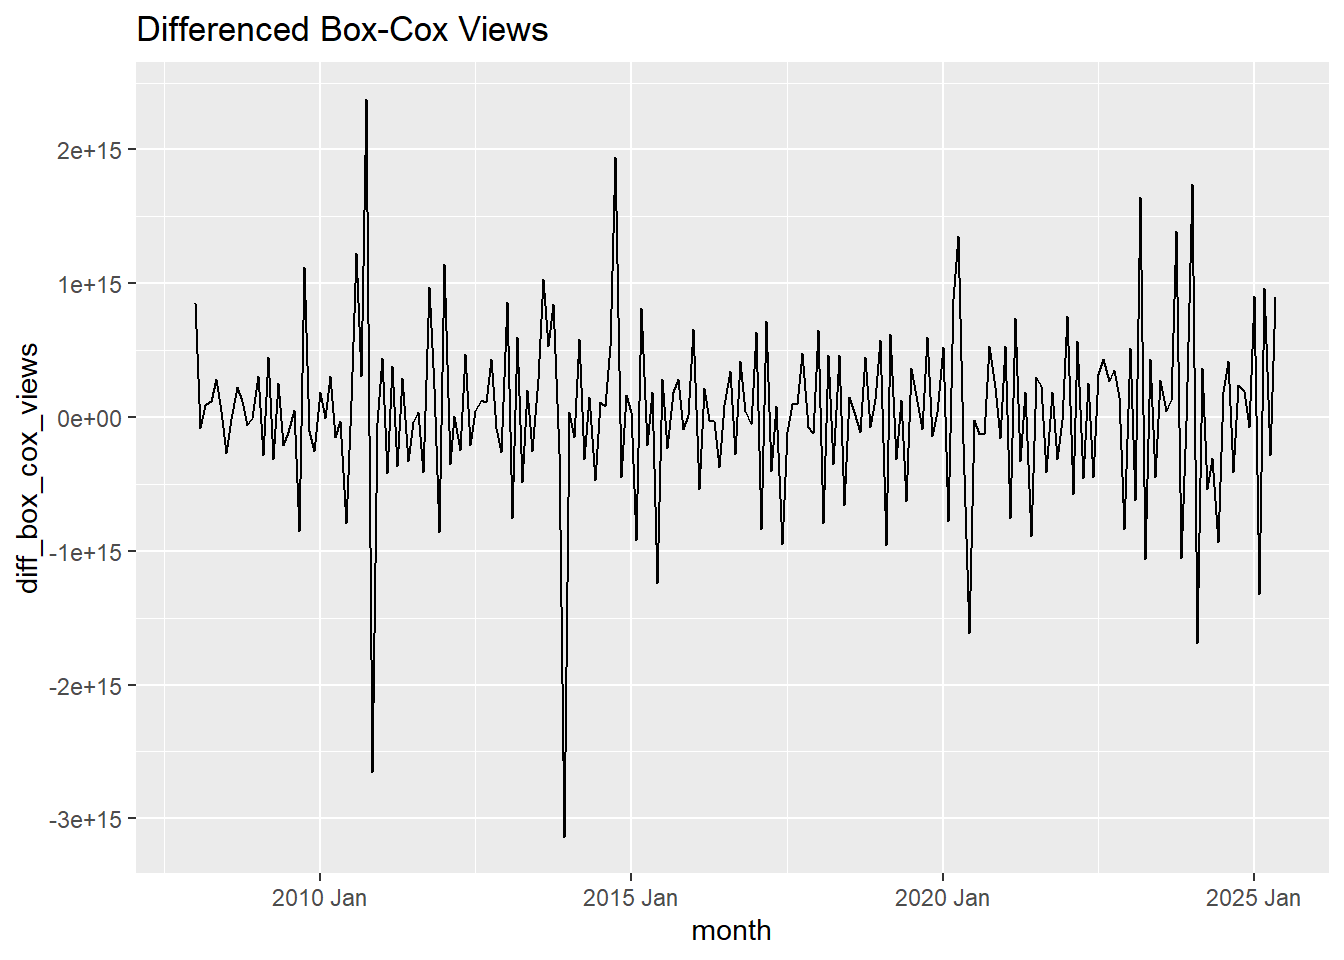 Differenced Box-Cox Views
2e+15
1e+15
0e+00
-1e+15
-2e+15
-3e+15
diff_box_cox_views
2010 Jan
2015 Jan
2020 Jan
2025 Jan
month